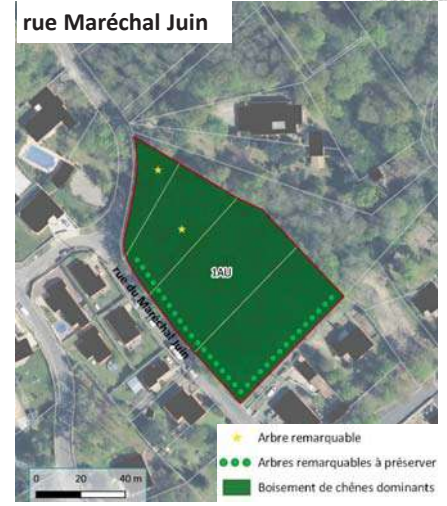 rue Maréchal Juin
1AU
rue du Maréchal Juin
Arbre remarquable
Arbres remarquables à préserver
Boisement de chênes dominants
0 20 40 m